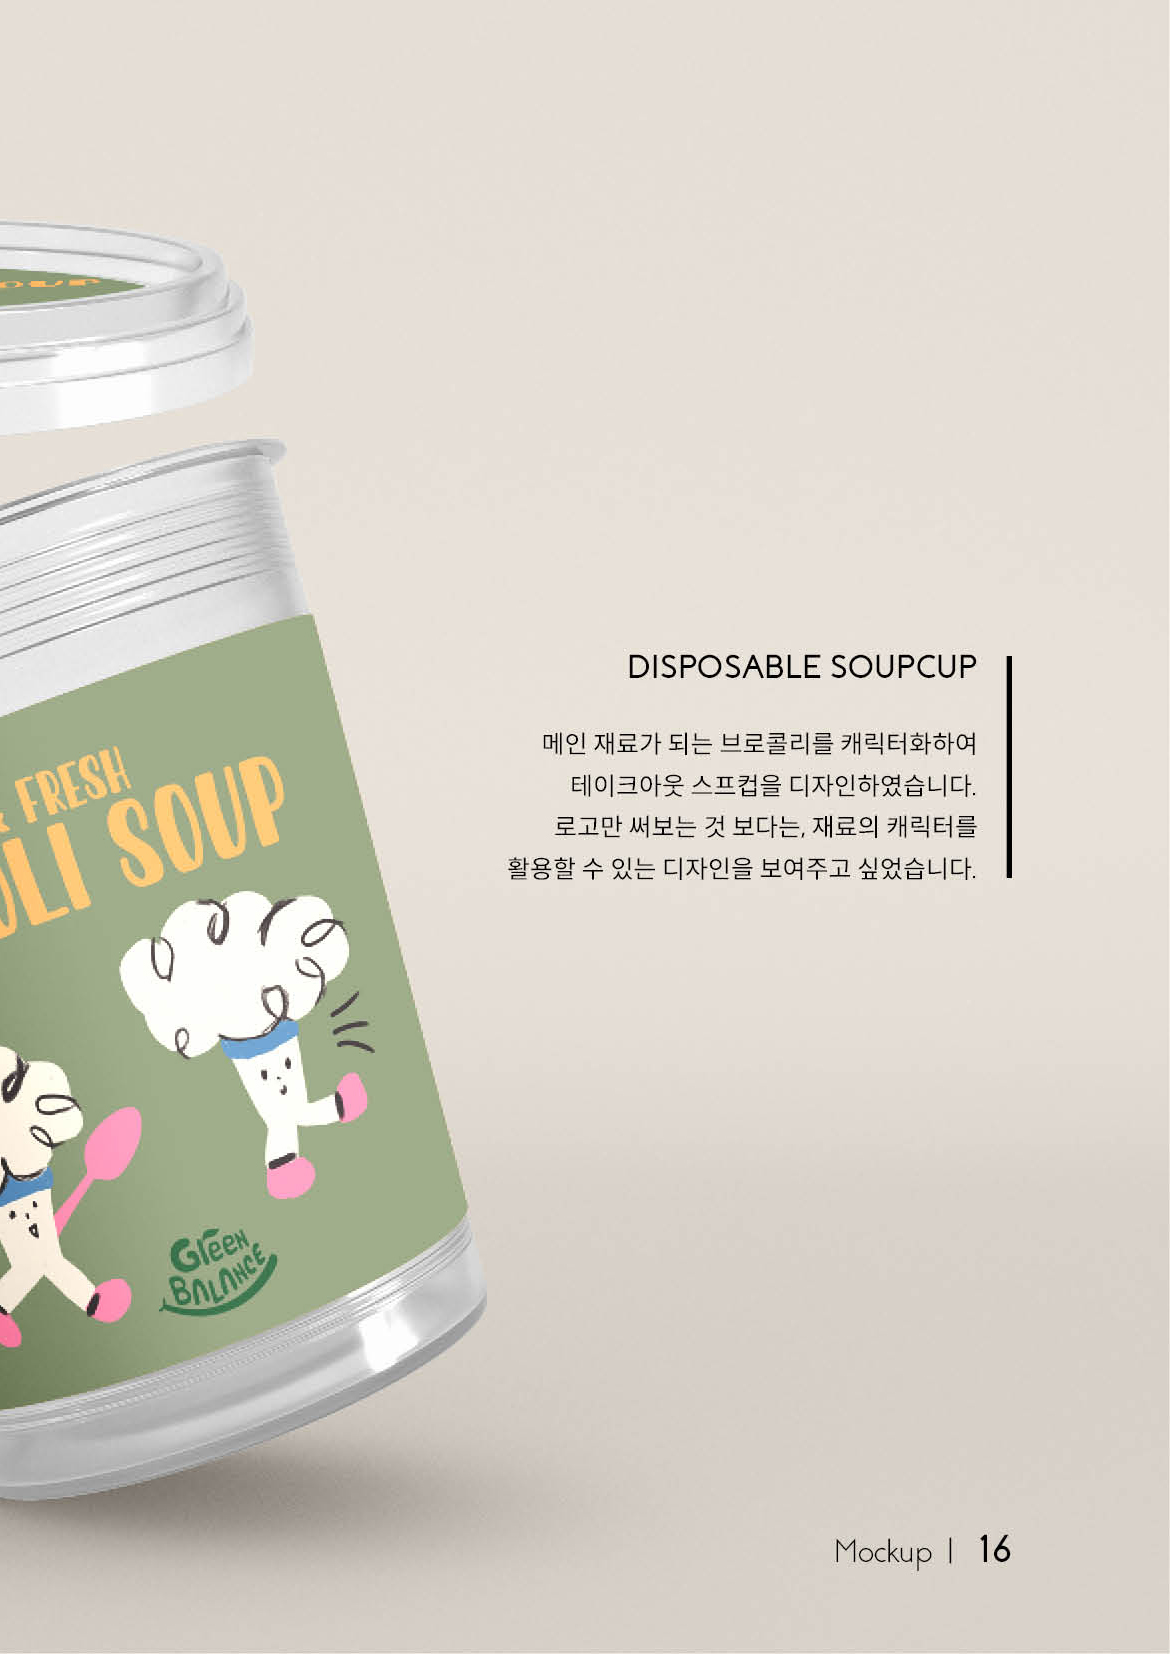 DISPOSABLE SOUPCUP
메인 재료가 되는 브로콜리를 캐릭터화하여
테이크아웃 스프컵을 디자인하였습니다.
로고만 써보는 것 보다는, 재료의 캐릭터를
활용할 수 있는 디자인을 보여주고 싶었습니다.
& FRESH
OLI SOUP
Green
BALANCE
Mockup | 16